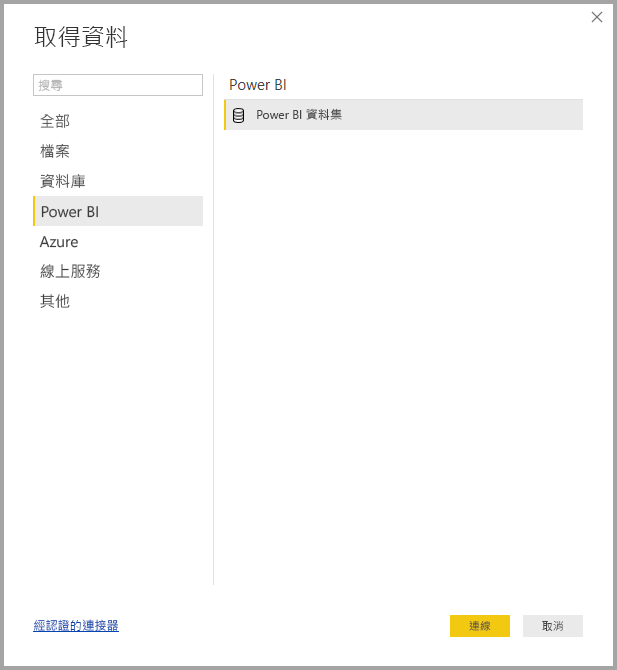 取得資料
搜尋
全部
檔案
資料庫
Power BI
Azure
線上服務
其他
Power BI
Power BI 資料集
經認證的連接器
連線
取消